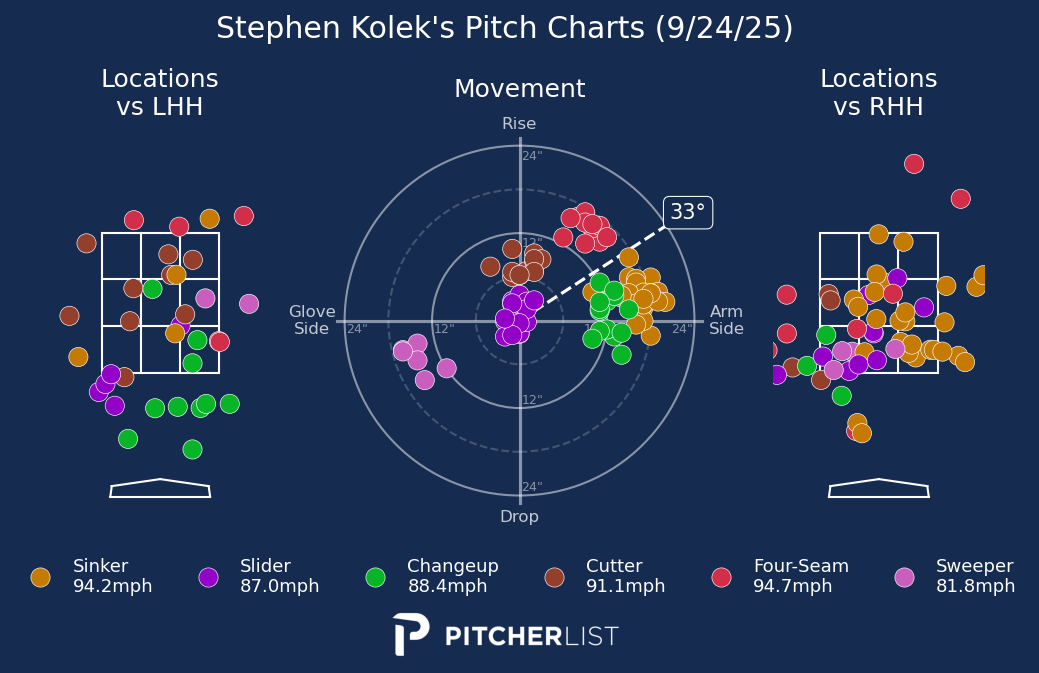 Stephen Kolek's Pitch Charts (9/24/25)
Locations
vs LHH
Movement
Locations
vs RHH
Rise
24"
33°
12"
Glove
Side
24"
12"
24"
Arm
Side
12"
24"
Drop
Sinker
94.2mph
Slider
87.0mph
Changeup
88.4mph
Cutter
91.1mph
Four-Seam
94.7mph
Sweeper
81.8mph
PITCHERLIST